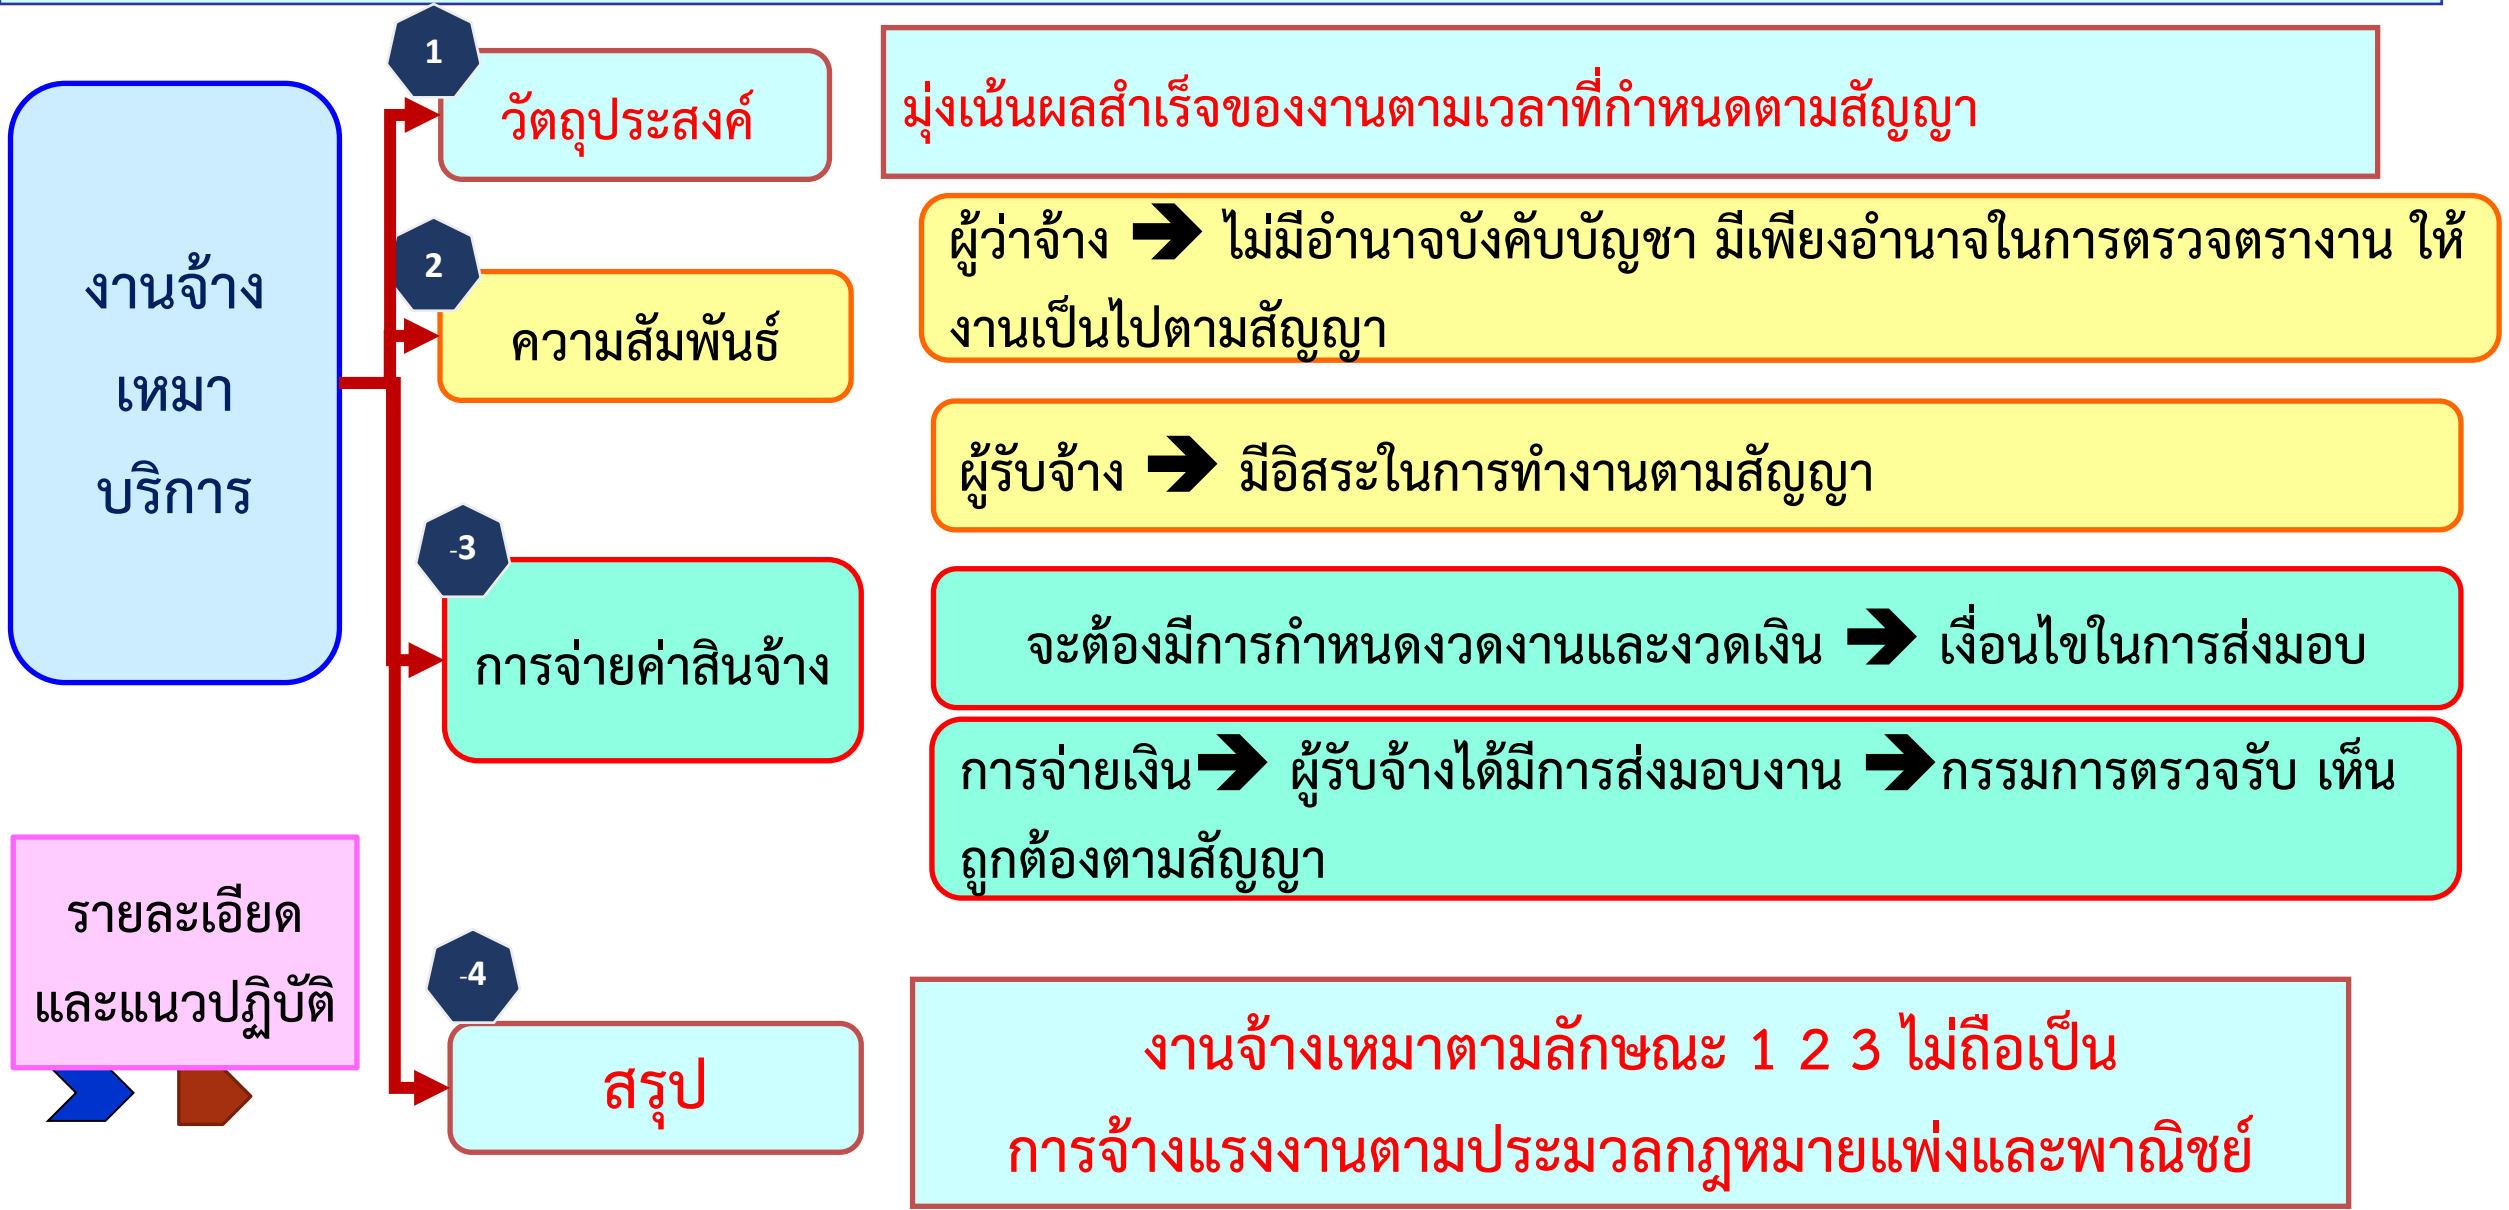 งานจ้าง
เหมา
บริการ
1
วัตถุประสงค์
มุ่งเน้นผลสำเร็จของงานตามเวลาที่กำหนดตามสัญญา
2
ความสัมพันธ์
ผู้ว่าจ้าง ➔ ไม่มีอำนาจบังคับบัญชา มีเพียงอำนาจในการตรวจตรางาน ให้
งานเป็นไปตามสัญญา
ผู้รับจ้าง ➔ มีอิสระในการทำงานตามสัญญา
-3
การจ่ายค่าสินจ้าง
จะต้องมีการกำหนดงวดงานและงวดเงิน ➔ เงื่อนไขในการส่งมอบ
การจ่ายเงิน ➔ ผู้รับจ้างได้มีการส่งมอบงาน ➔ กรรมการตรวจรับ เห็น
ถูกต้องตามสัญญา
รายละเอียด
และแนวปฏิบัติ
-4
สรุป
งานจ้างเหมาตามลักษณะ 1 2 3 ไม่ถือเป็น
การจ้างแรงงานตามประมวลกฎหมายแพ่งและพาณิชย์